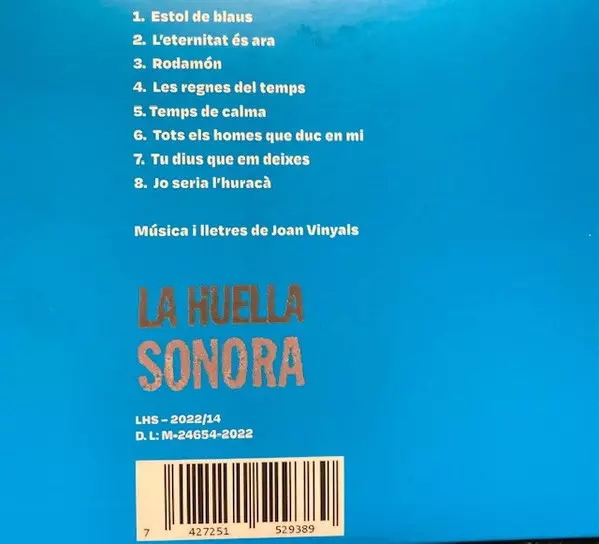 1. Estol de blaus
2. L'eternitat és ara
3. Rodamón
4. Les regnes del temps
5. Temps de calma
6. Tots els homes que duc en mi
7. Tu dius que em deixes
8. Jo seria l'huracà
Música i lletres de Joan Vinyals
LA HUELLA
SONORA
LHS – 2022/14
D. L: M-24654-2022
7 427251 529389